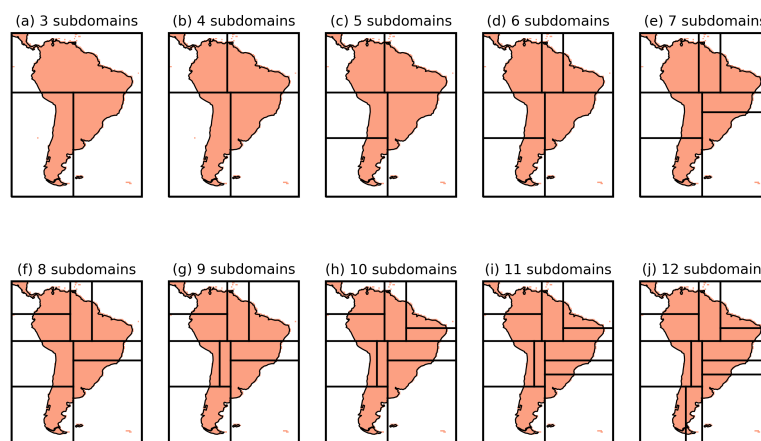 (a) 3 subdomains
(b) 4 subdomains
(c) 5 subdomains
(d) 6 subdomains
(e) 7 subdomains
(f) 8 subdomains
(g) 9 subdomains
(h) 10 subdomains
(i) 11 subdomains
(j) 12 subdomain